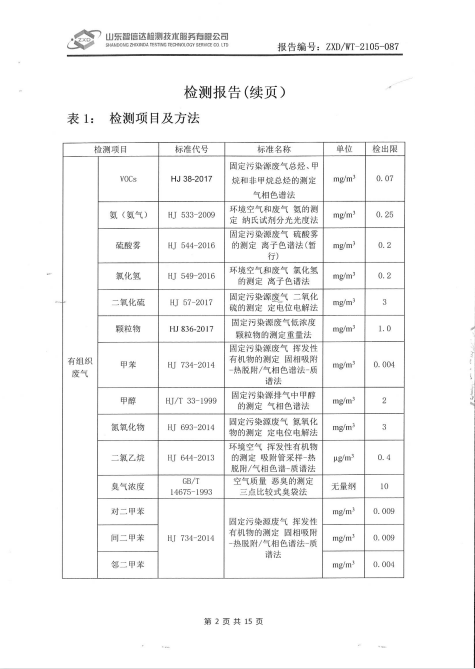 山东智信达检测技术服务有限公司
SHANDONG ZHIXINDA TESTING TECHNOLOGY SERVICE CO. LTD
ZXD
报告编号: ZXD/WT-2105-087
检测报告(续页)
表 1: 检测项目及方法
检测项目 标准代号 标准名称 单位 检出限
有组织
废气
VOCs HJ 38-2017 mg/m³ 0.07
固定污染源废气总烃、甲
烷和非甲烷总烃的测定
气相色谱法
氨（氨气） HJ 533-2009 mg/m³ 0.25
环境空气和废气 氨的测
定 纳氏试剂分光光度法
硫酸雾 HJ 544-2016 mg/m³ 0.2
固定污染源废气 硫酸雾
的测定 离子色谱法(暂
行)
氯化氢 HJ 549-2016 mg/m³ 0.2
环境空气和废气 氯化氢
的测定 离子色谱法
二氧化硫 HJ 57-2017 mg/m³ 3
固定污染源废气 二氧化
硫的测定 定电位电解法
颗粒物 HJ 836-2017 mg/m³ 1.0
固定污染源废气低浓度
颗粒物的测定重量法
甲苯 HJ 734-2014 mg/m³ 0.004
固定污染源废气 挥发性
有机物的测定 固相吸附
-热脱附/气相色谱法-质
谱法
甲醇 HJ/T 33-1999 mg/m³ 2
固定污染源排气中甲醇
的测定 气相色谱法
氮氧化物 HJ 693-2014 mg/m³ 3
固定污染源废气 氮氧化
物的测定 定电位电解法
二氯乙烷 HJ 644-2013 μg/m³ 0.4
环境空气 挥发性有机物
的测定 吸附管采样-热
脱附/气相色谱-质谱法
臭气浓度 GB/T
14675-1993 无量纲 10
空气质量 恶臭的测定
三点比较式臭袋法
对二甲苯 mg/m³ 0.009
间二甲苯 HJ 734-2014 mg/m³ 0.009
邻二甲苯 mg/m³ 0.004
固定污染源废气 挥发性
有机物的测定 固相吸附
-热脱附/气相色谱法-质
谱法
第 2 页 共 15 页